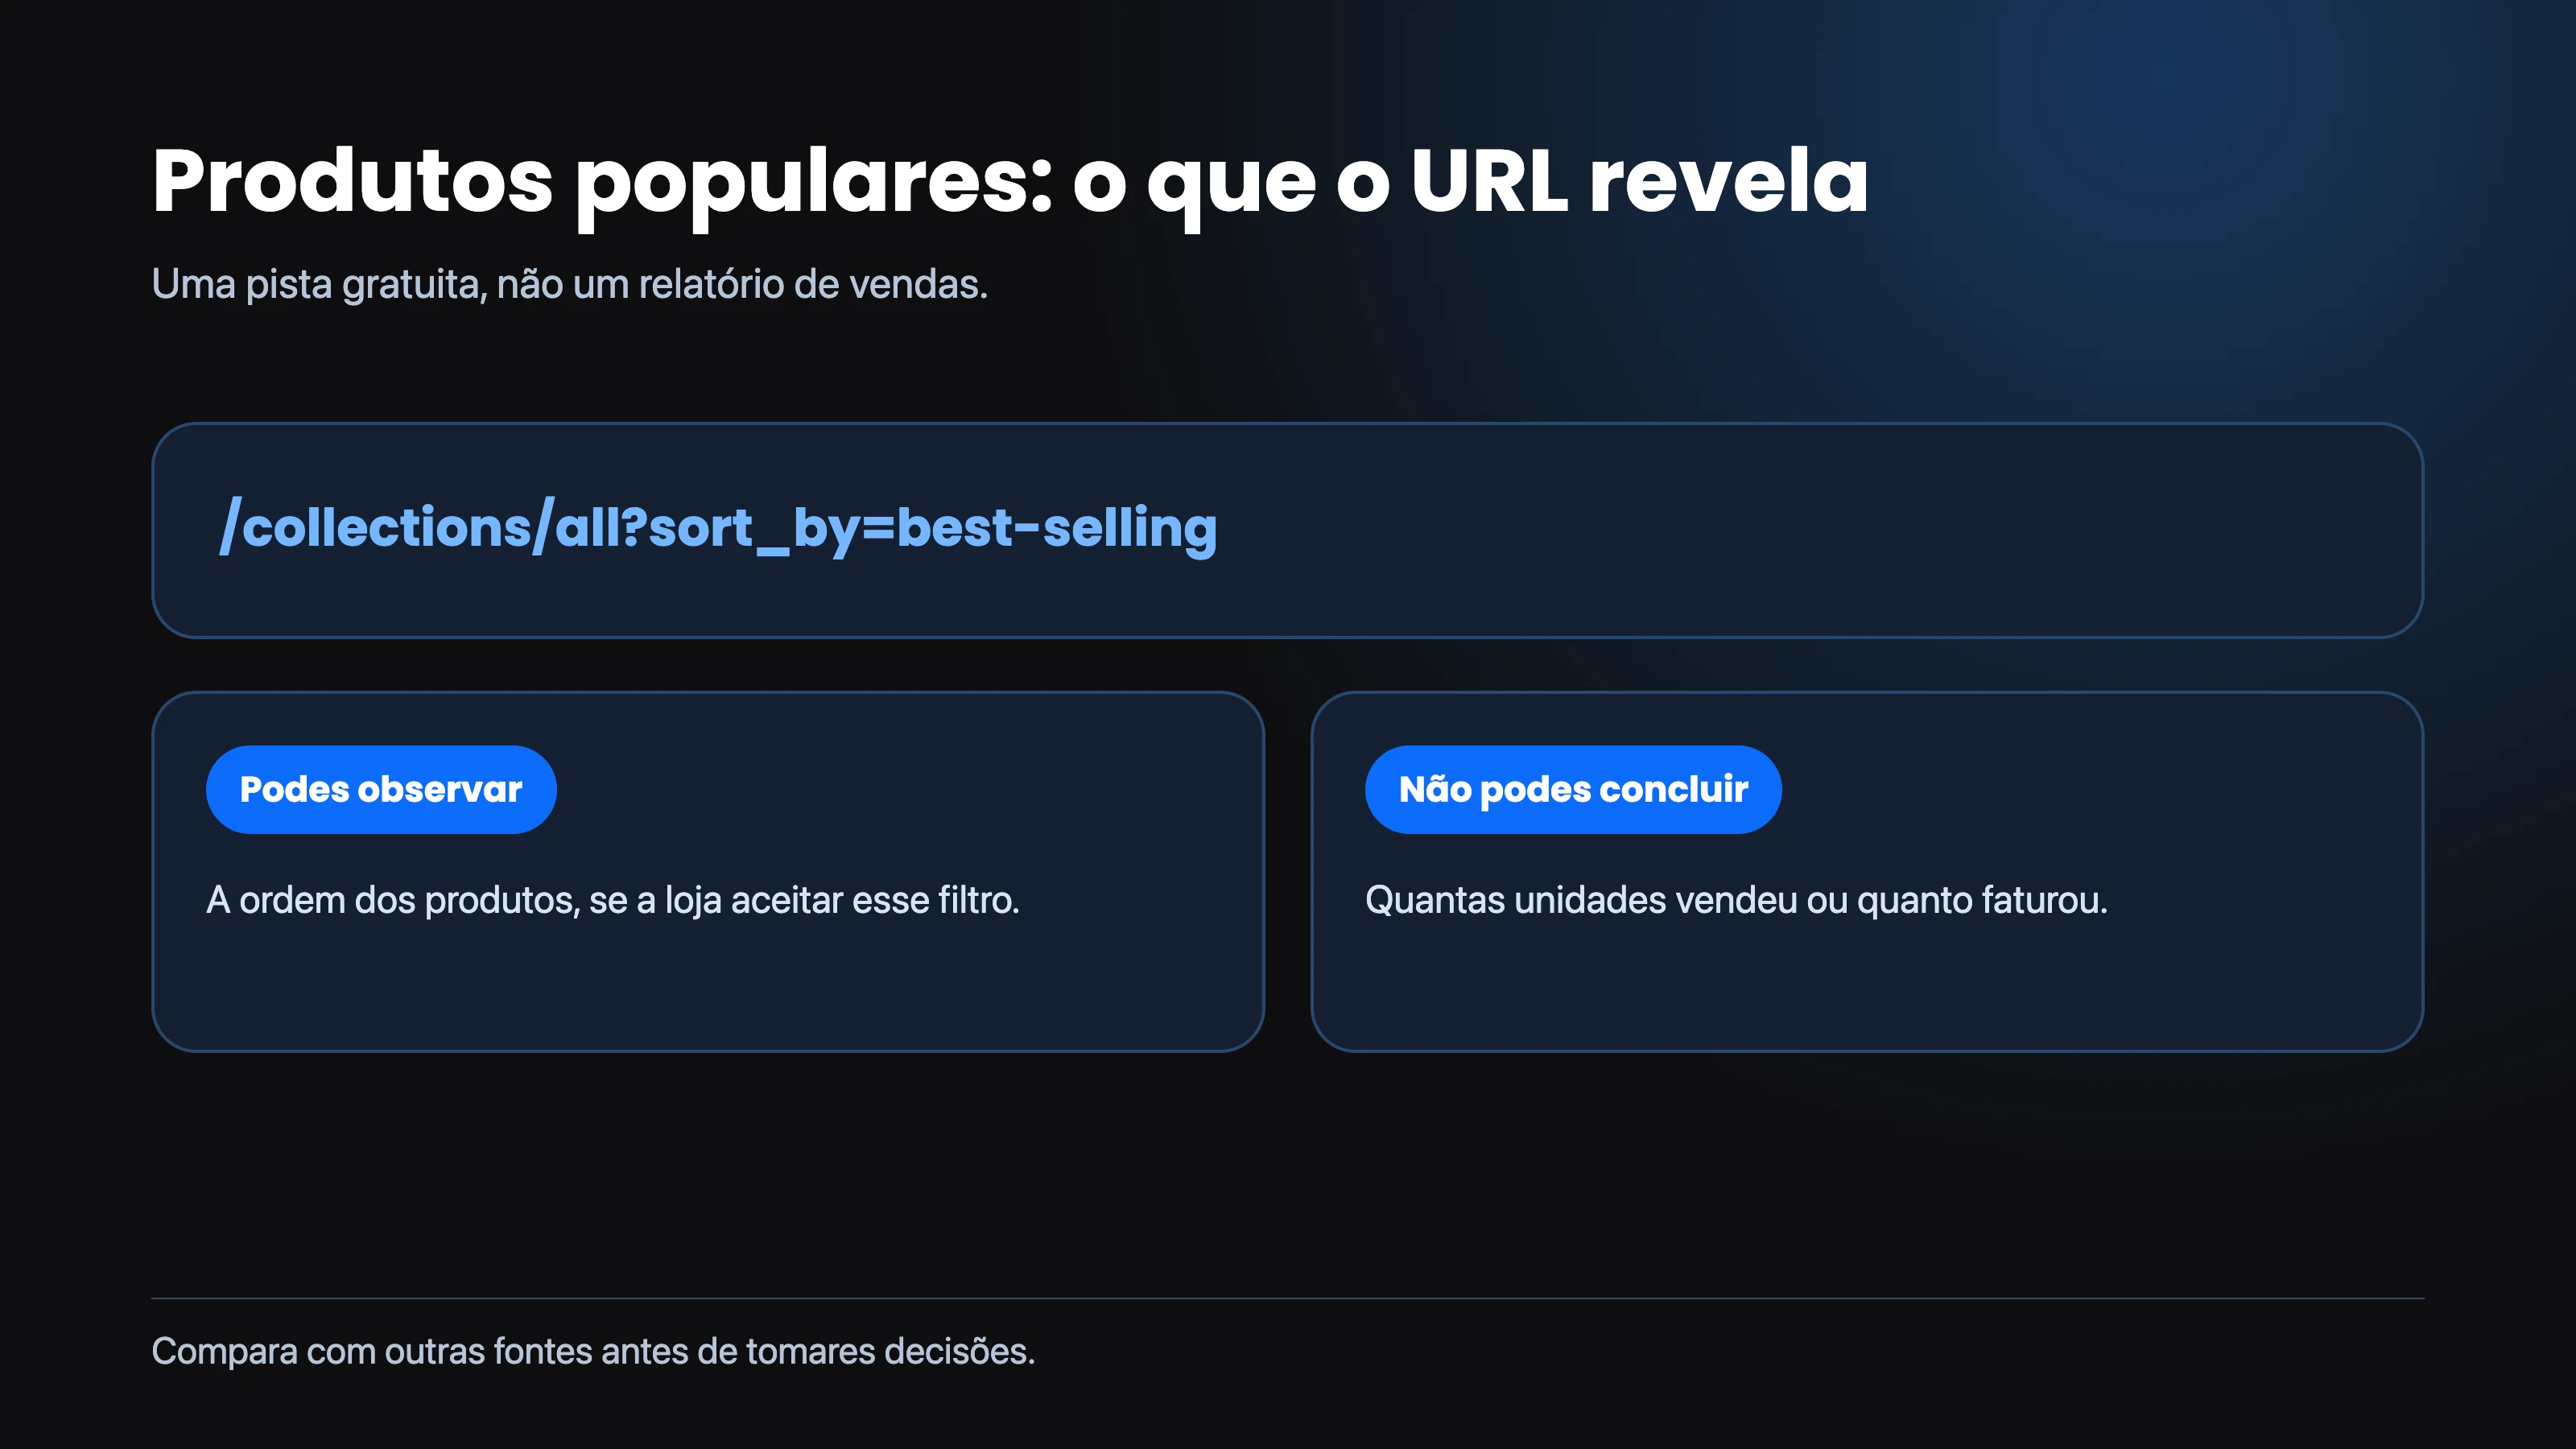 Produtos populares: o que o URL revela
Uma pista gratuita, não um relatório de vendas.
/collections/all?sort_by=best-selling
Podes observar
A ordem dos produtos, se a loja aceitar esse filtro.
Não podes concluir
Quantas unidades vendeu ou quanto faturou.
Compara com outras fontes antes de tomares decisões.